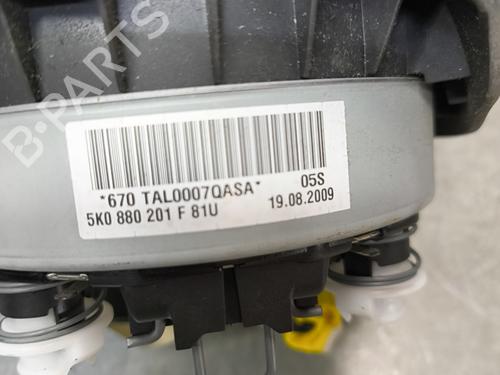 B-PARTS
*670 TAL0007QASA* 05S
5K0 880 201 F 81U 19.08.2009